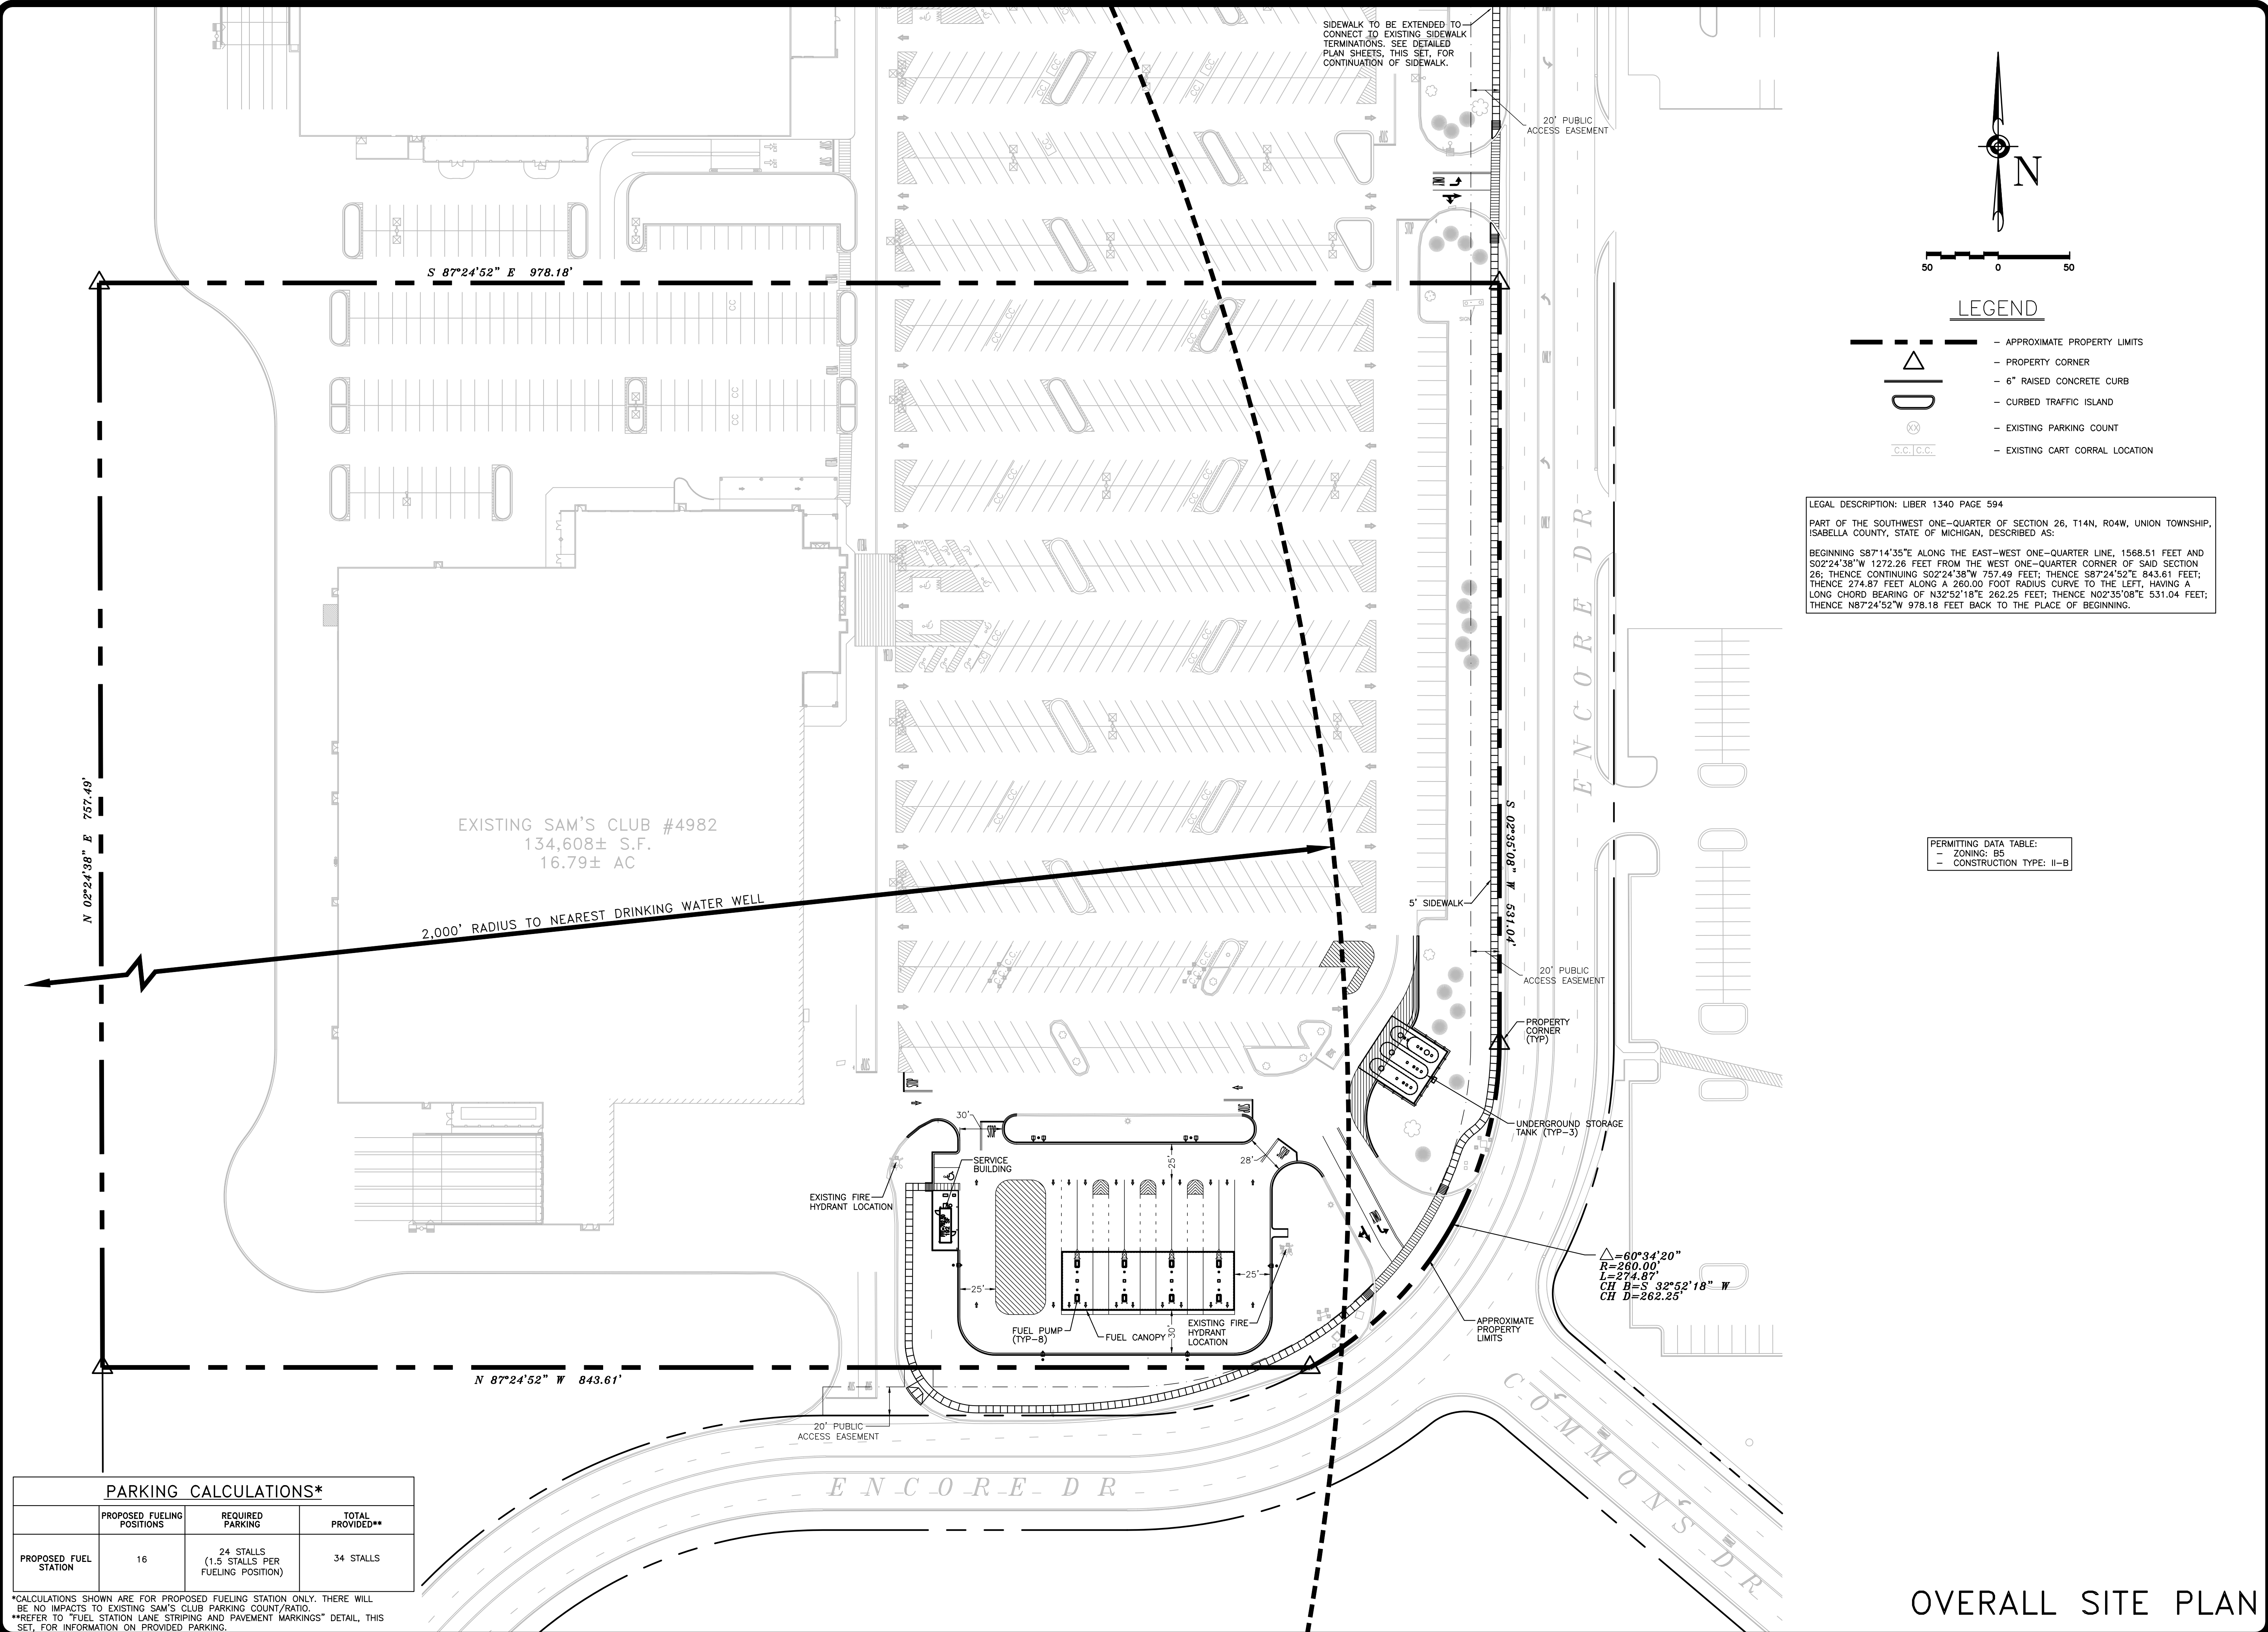 SIDEWALK TO BE EXTENDED TO
CONNECT TO EXISTING SIDEWALK
TERMINATIONS. SEE DETAILED
PLAN SHEETS, THIS SET, FOR
CONTINUATION OF SIDEWALK.
20' PUBLIC
ACCESS EASEMENT
N
50 0 50
LEGEND
- APPROXIMATE PROPERTY LIMITS
- PROPERTY CORNER
- 6" RAISED CONCRETE CURB
- CURBED TRAFFIC ISLAND
XX - EXISTING PARKING COUNT
C.C. C.C. - EXISTING CART CORRAL LOCATION
LEGAL DESCRIPTION: LIBER 1340 PAGE 594
PART OF THE SOUTHWEST ONE-QUARTER OF SECTION 26, T14N, R04W, UNION TOWNSHIP,
ISABELLA COUNTY, STATE OF MICHIGAN, DESCRIBED AS:
BEGINNING S87°14'35"E ALONG THE EAST-WEST ONE-QUARTER LINE, 1568.51 FEET AND
S02°24'38''W 1272.26 FEET FROM THE WEST ONE-QUARTER CORNER OF SAID SECTION
26; THENCE CONTINUING S02°24'38"W 757.49 FEET; THENCE S87°24'52"E 843.61 FEET;
THENCE 274.87 FEET ALONG A 260.00 FOOT RADIUS CURVE TO THE LEFT, HAVING A
LONG CHORD BEARING OF N32°52'18"E 262.25 FEET; THENCE N02°35'08"E 531.04 FEET;
THENCE N87°24'52"W 978.18 FEET BACK TO THE PLACE OF BEGINNING.
PERMITTING DATA TABLE:
- ZONING: B5
- CONSTRUCTION TYPE: II-B
S 87°24'52" E 978.18'
N 02°24'38" E 757.49'
S 02°35'08" W 531.04'
ENCORE DR
SIGN
ONLY
ONLY
ONLY
STOP
EXISTING SAM'S CLUB #4982
134,608± S.F.
16.79± AC
2,000' RADIUS TO NEAREST DRINKING WATER WELL
5' SIDEWALK
20' PUBLIC
ACCESS EASEMENT
PROPERTY
CORNER
(TYP)
UNDERGROUND STORAGE
TANK (TYP-3)
30'
STOP
STOP
SERVICE
BUILDING
25'
28'
STOP
EXISTING FIRE
HYDRANT LOCATION
25'
25'
FUEL PUMP
(TYP-8)
FUEL CANOPY
30'
EXISTING FIRE
HYDRANT
LOCATION
ONLY
△=60°34'20"
R=260.00'
L=274.87'
CH B=S 32°52'18" W
CH D=262.25'
APPROXIMATE
PROPERTY
LIMITS
N 87°24'52" W 843.61'
20' PUBLIC
ACCESS EASEMENT
ENCORE DR
COMMONS DR
PARKING CALCULATIONS*
PROPOSED FUELING
POSITIONS
REQUIRED
PARKING
TOTAL
PROVIDED**
PROPOSED FUEL
STATION
16
24 STALLS
(1.5 STALLS PER
FUELING POSITION)
34 STALLS
*CALCULATIONS SHOWN ARE FOR PROPOSED FUELING STATION ONLY. THERE WILL
BE NO IMPACTS TO EXISTING SAM'S CLUB PARKING COUNT/RATIO.
**REFER TO "FUEL STATION LANE STRIPING AND PAVEMENT MARKINGS" DETAIL, THIS
SET, FOR INFORMATION ON PROVIDED PARKING.
OVERALL SITE PLAN